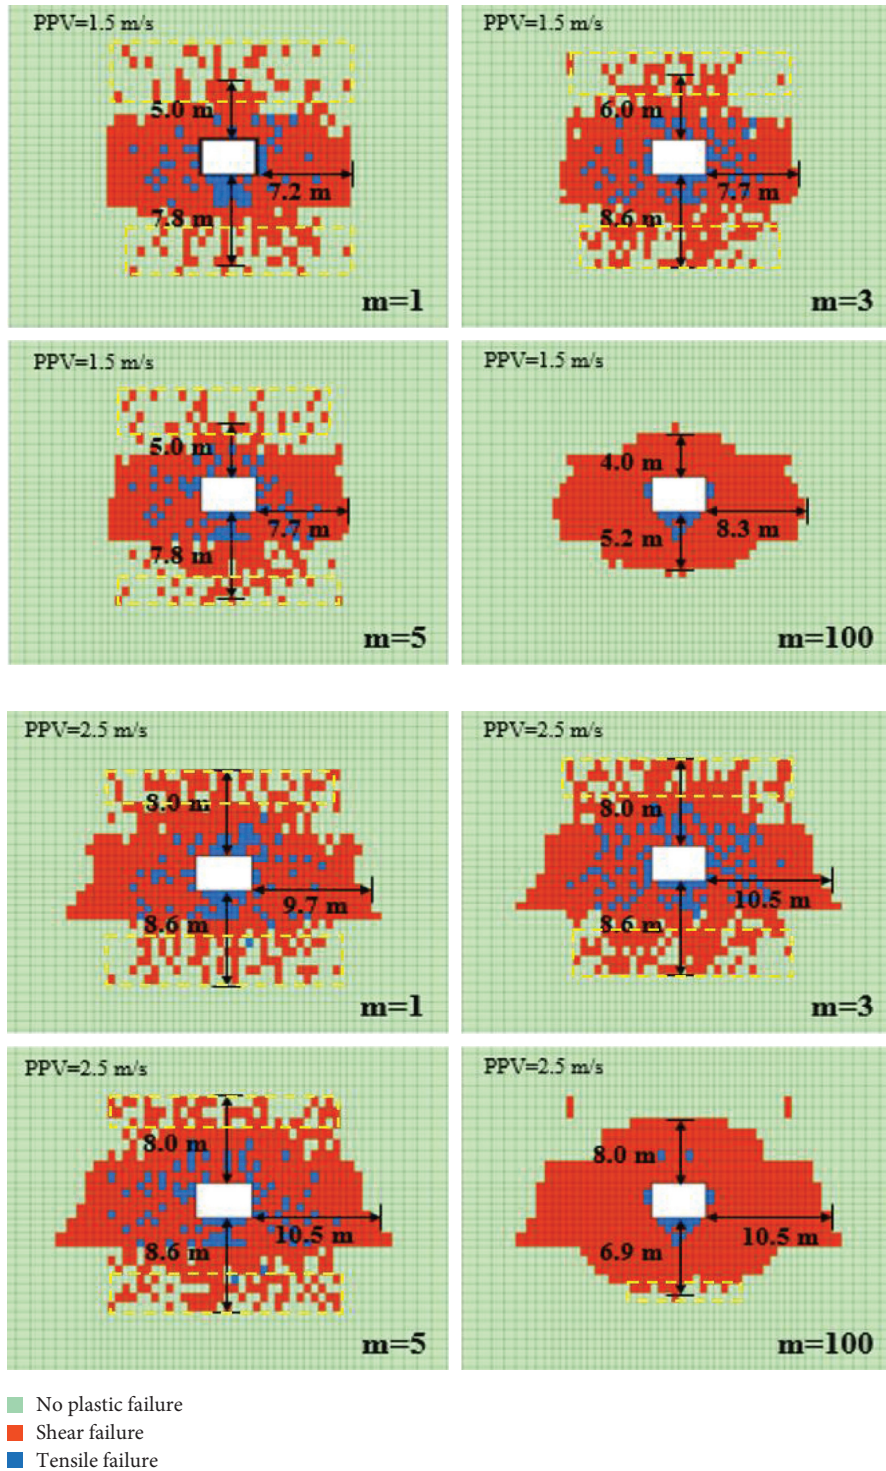 PPV=1.5 m/s
5.0 m
7.2 m
7.8 m
m=1
PPV=1.5 m/s
6.0 m
7.7 m
8.6 m
m=3
PPV=1.5 m/s
5.0 m
7.7 m
7.8 m
m=5
PPV=1.5 m/s
4.0 m
8.3 m
5.2 m
m=100
PPV=2.5 m/s
8.0 m
9.7 m
8.6 m
m=1
PPV=2.5 m/s
8.0 m
10.5 m
8.6 m
m=3
PPV=2.5 m/s
8.0 m
10.5 m
8.6 m
m=5
PPV=2.5 m/s
8.0 m
10.5 m
6.9 m
m=100
No plastic failure
Shear failure
Tensile failure